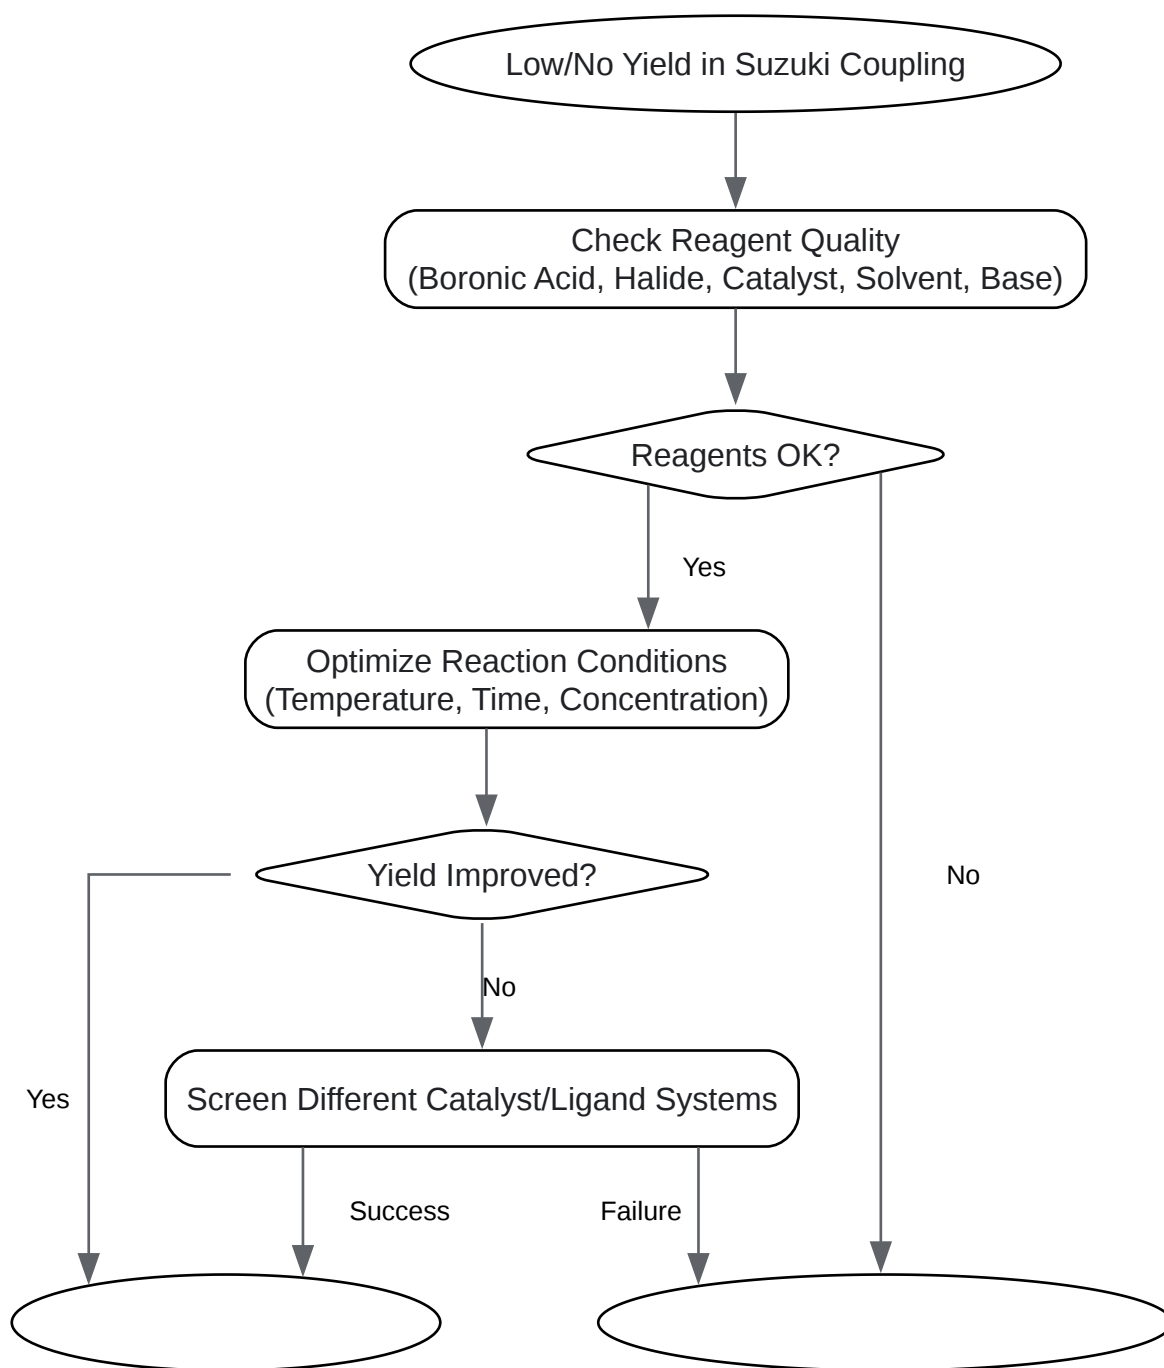 Low/No Yield in Suzuki Coupling
Check Reagent Quality
(Boronic Acid, Halide, Catalyst, Solvent, Base)
Reagents OK?
Yes
Optimize Reaction Conditions
(Temperature, Time, Concentration)
Yield Improved?
No
No
Yes
Screen Different Catalyst/Ligand Systems
Success
Failure